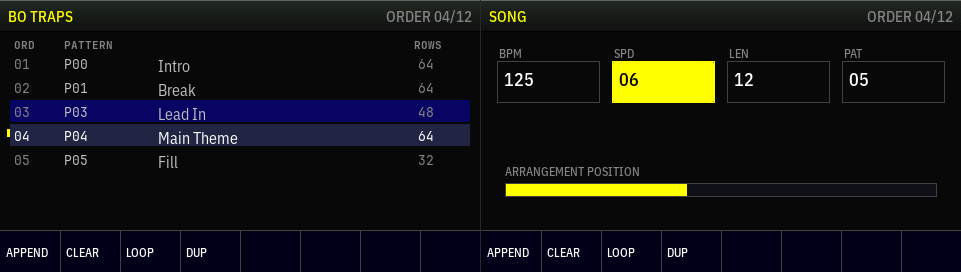 BO TRAPS ORDER 04/12
ORD PATTERN ROWS
01 P00 Intro 64
02 P01 Break 64
03 P03 Lead In 48
04 P04 Main Theme 64
05 P05 Fill 32
APPEND CLEAR LOOP DUP
SONG ORDER 04/12
BPM SPD LEN PAT
125 06 12 05
ARRANGEMENT POSITION
APPEND CLEAR LOOP DUP